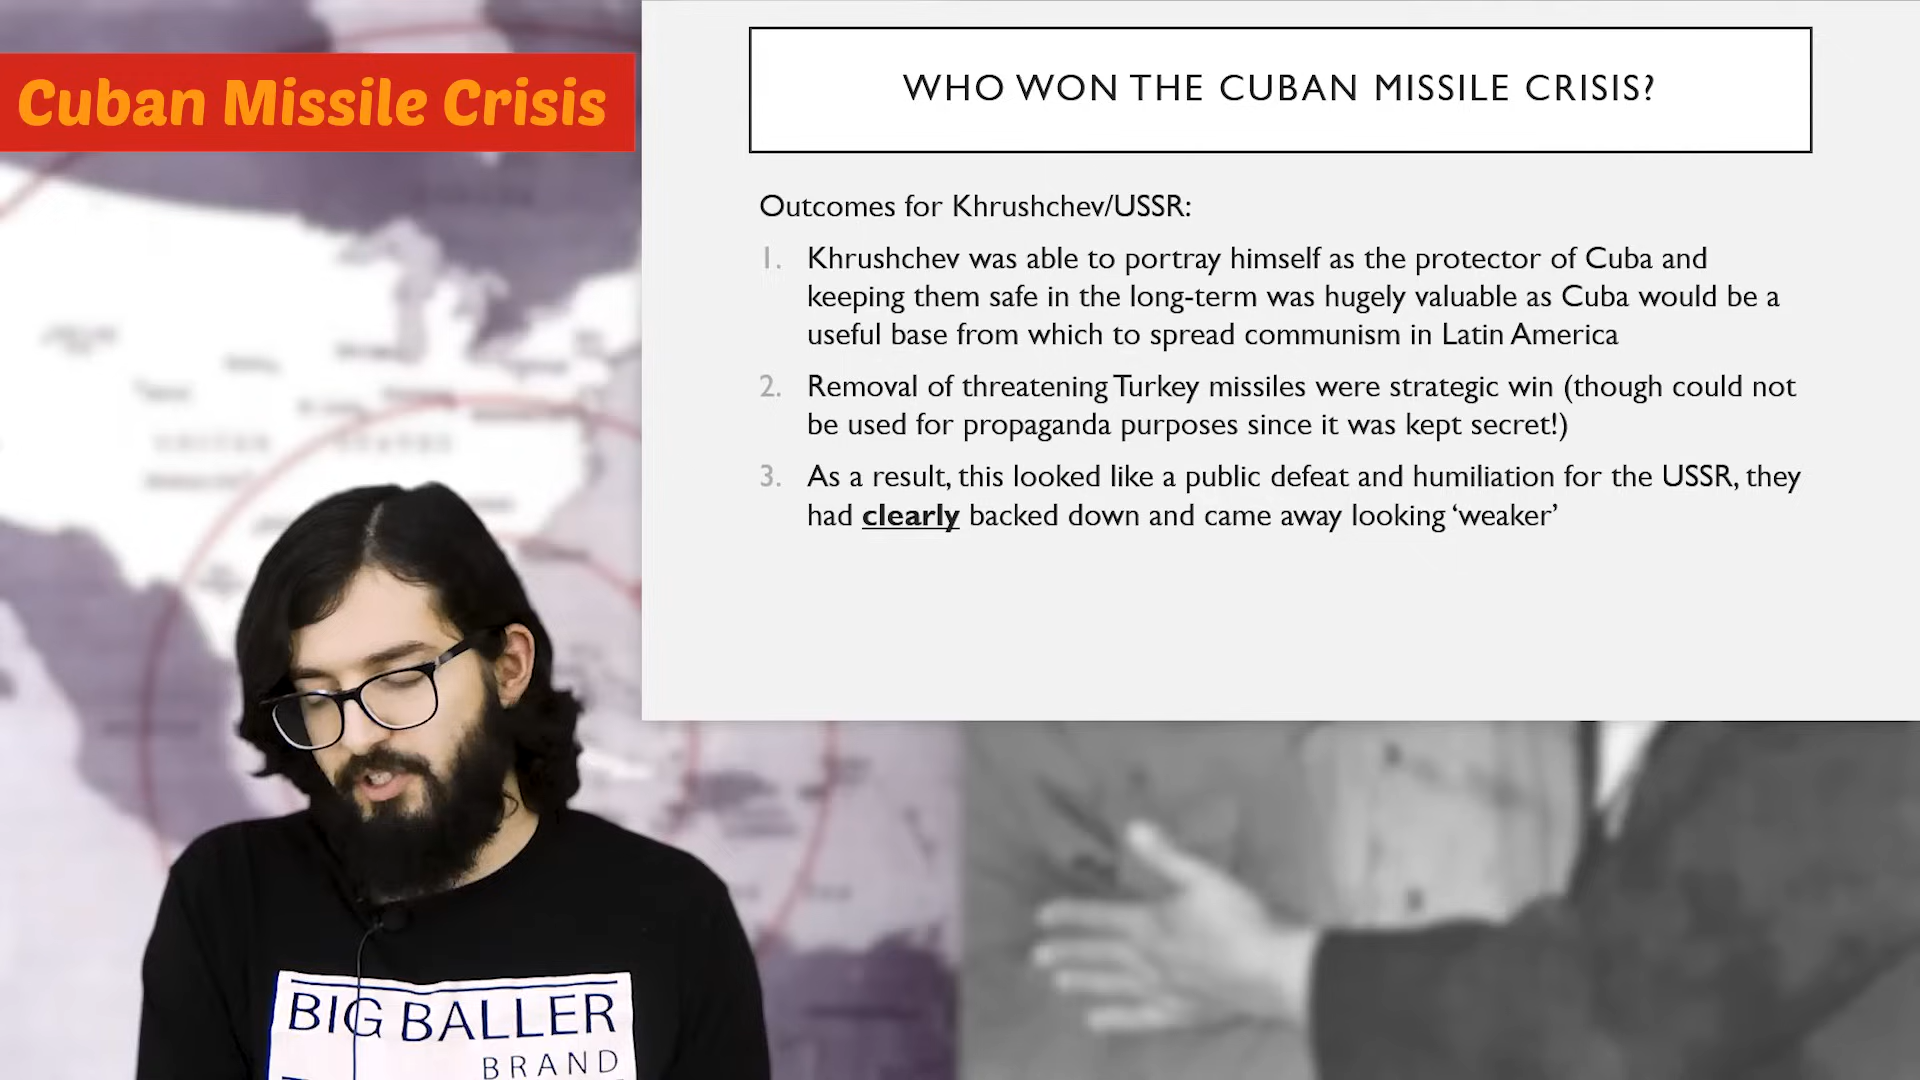 Cuban Missile Crisis
WHO WON THE CUBAN MISSILE CRISIS?
Outcomes for Khrushchev/USSR:
1. Khrushchev was able to portray himself as the protector of Cuba and
keeping them safe in the long-term was hugely valuable as Cuba would be a
useful base from which to spread communism in Latin America
2. Removal of threatening Turkey missiles were strategic win (though could not
be used for propaganda purposes since it was kept secret!)
3. As a result, this looked like a public defeat and humiliation for the USSR, they
had clearly backed down and came away looking ‘weaker’
BIG BALLER
BRAND